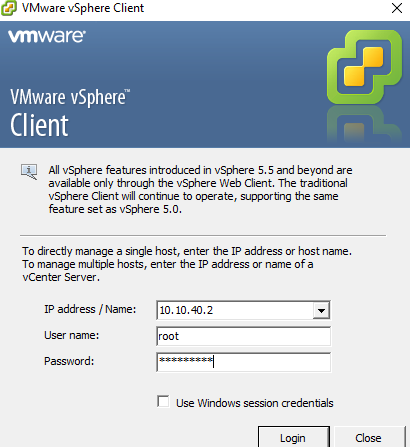 VMware vSphere Client
vmware®
VMware vSphere™
Client
All vSphere features introduced in vSphere 5.5 and beyond are
available only through the vSphere Web Client. The traditional
vSphere Client will continue to operate, supporting the same
feature set as vSphere 5.0.
To directly manage a single host, enter the IP address or host name.
To manage multiple hosts, enter the IP address or name of a
vCenter Server.
IP address / Name: 10.10.40.2
User name: root
Password: *********
Use Windows session credentials
Login Close